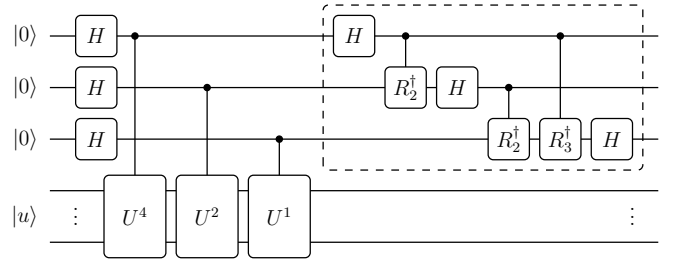 |0⟩ H H
|0⟩ H R₂† H
|0⟩ H R₂† R₃† H
|u⟩ ⋮ U⁴ U² U¹ ⋮